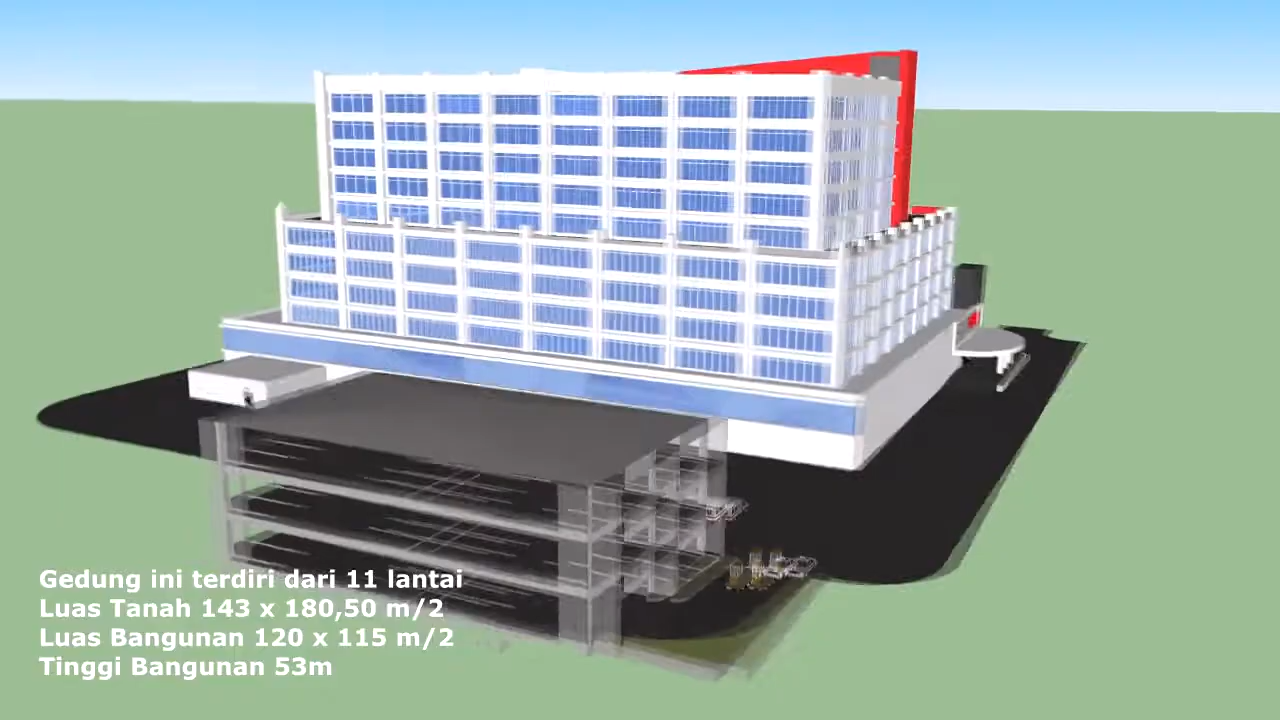 Gedung ini terdiri dari 11 lantai
Luas Tanah 143 x 180,50 m/2
Luas Bangunan 120 x 115 m/2
Tinggi Bangunan 53m